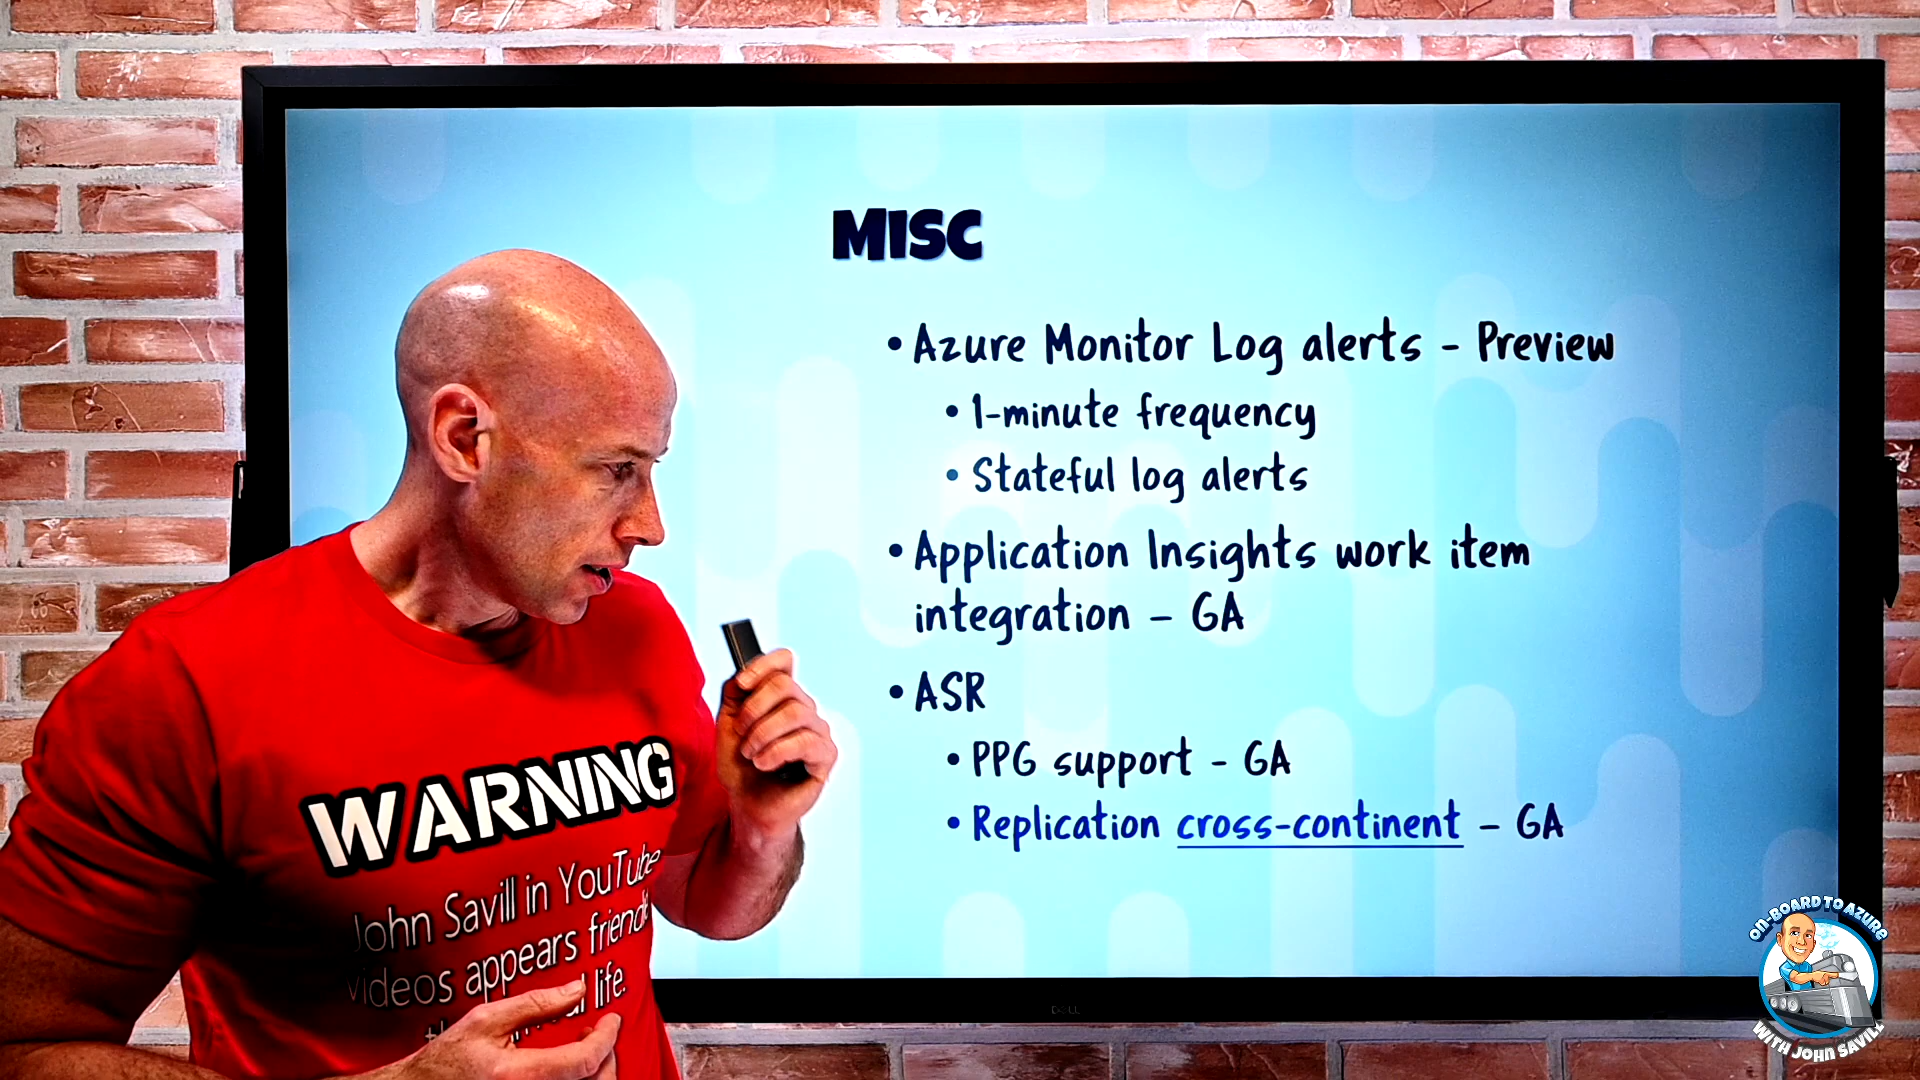 MISC
• Azure Monitor Log alerts - Preview
• 1-minute frequency
• Stateful log alerts
• Application Insights work item
integration – GA
• ASR
• PPG support - GA
• Replication cross-continent – GA
WARNING
John Savill in YouTube
videos appears
life.
DELL
ON-BOARD TO AZURE
WITH JOHN SAVILL